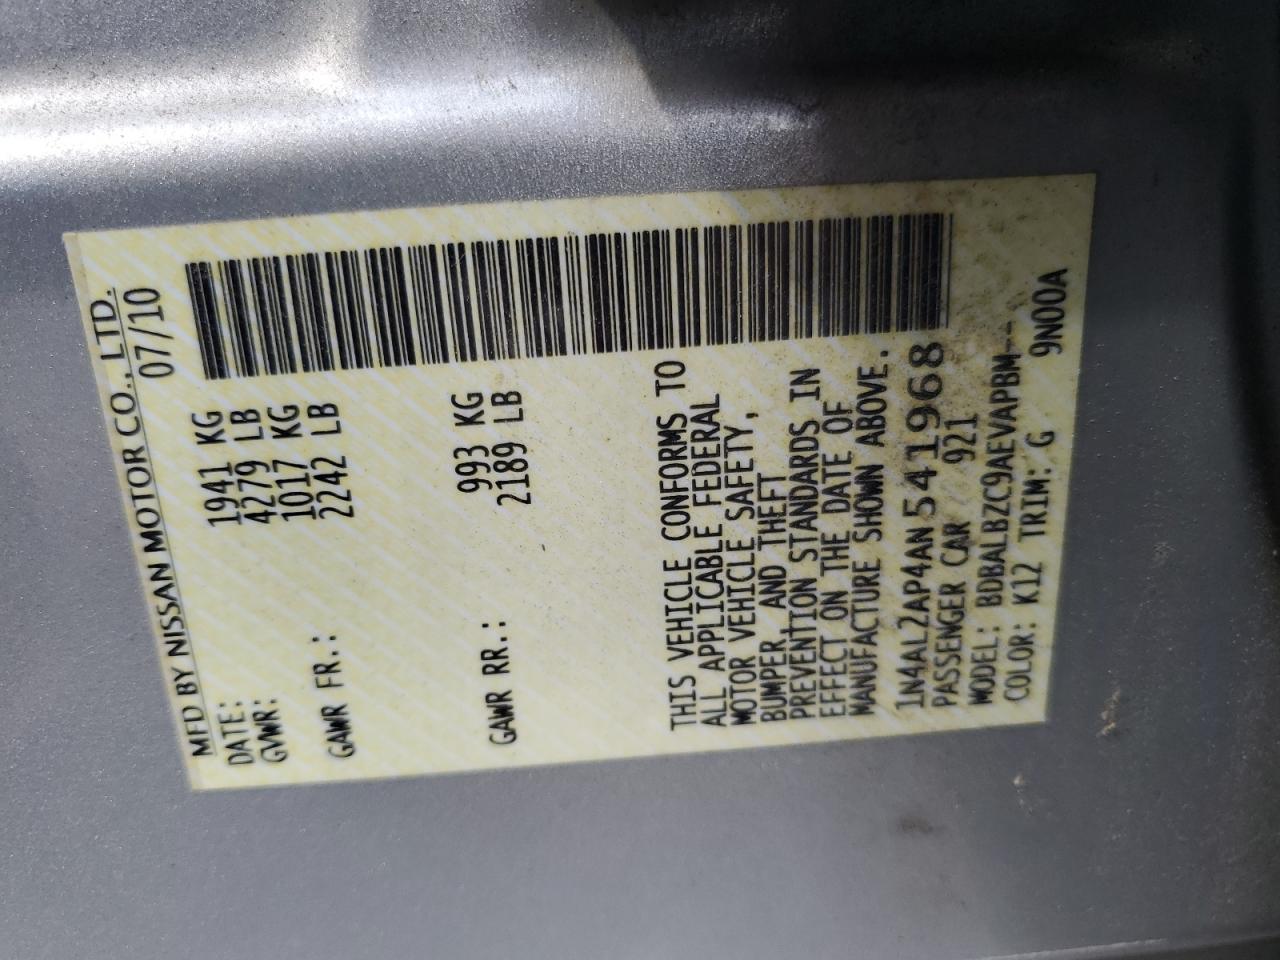 MFD BY NISSAN MOTOR CO., LTD.
DATE: 07/10
GVWR: 1941 KG
4279 LB
GAWR FR.: 1017 KG
2242 LB
GAWR RR.: 993 KG
2189 LB
THIS VEHICLE CONFORMS TO
ALL APPLICABLE FEDERAL
MOTOR VEHICLE SAFETY,
BUMPER, AND THEFT
PREVENTION STANDARDS IN
EFFECT ON THE DATE OF
MANUFACTURE SHOWN ABOVE.
1N4AL2AP4AN541968
PASSENGER CAR 921
MODEL: BDBALBZC9AEVAPBM--
COLOR: K12 TRIM: G 9N00A